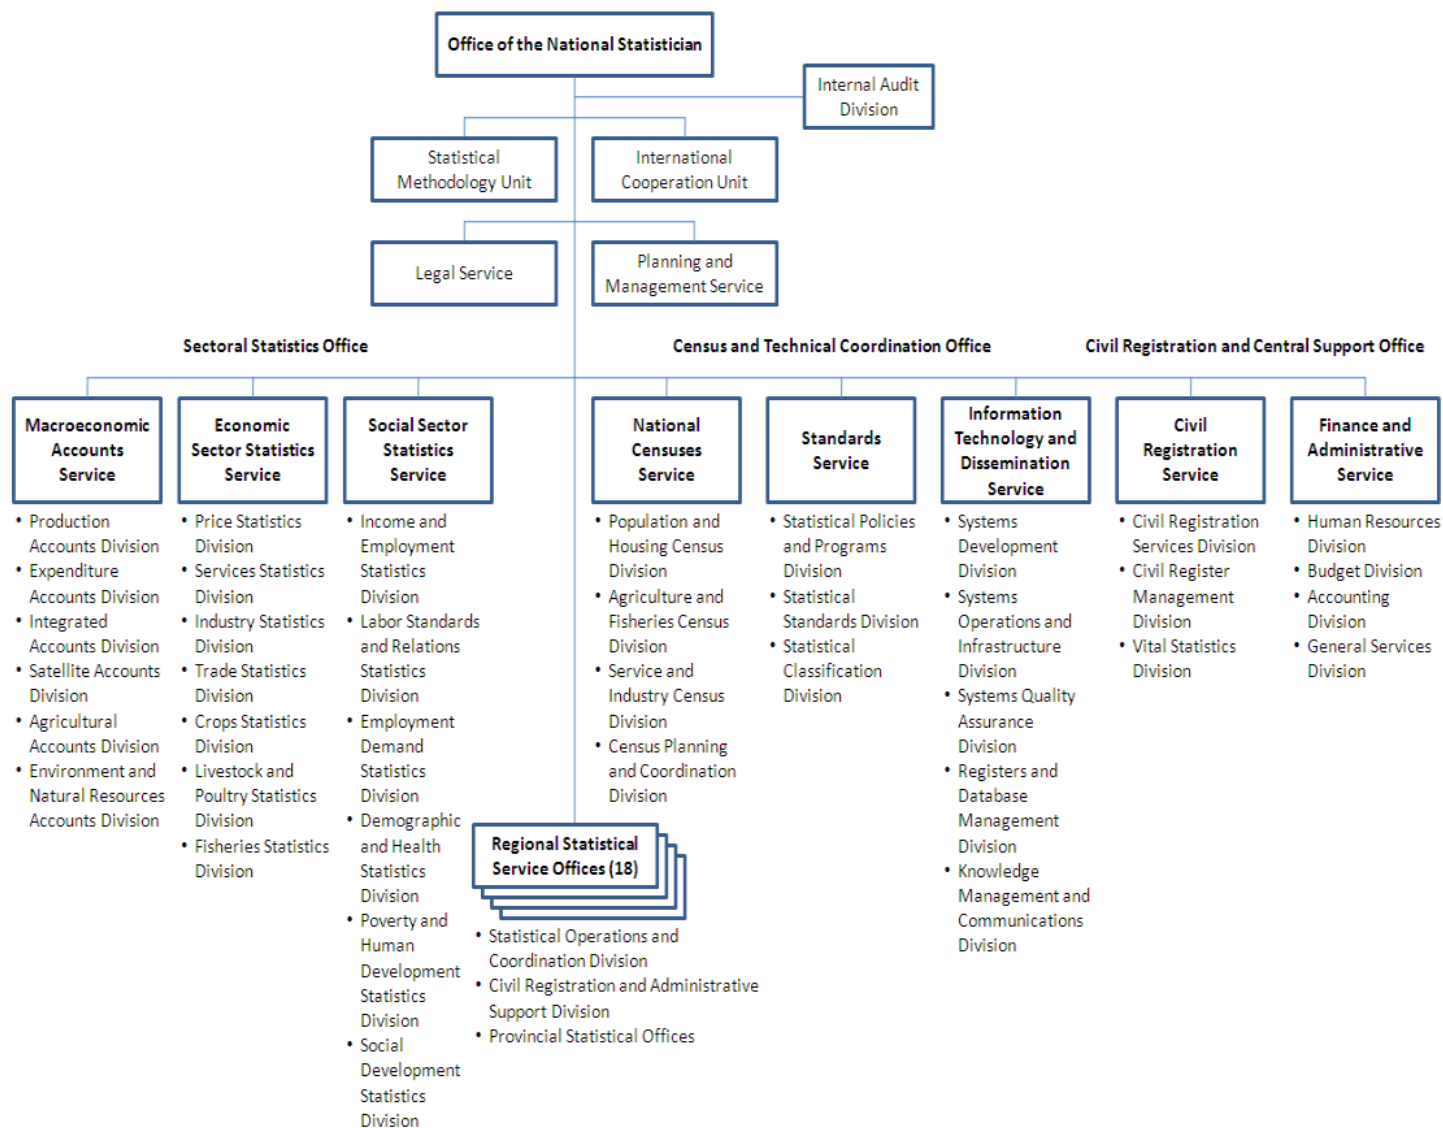 Office of the National Statistician
Internal Audit
Division
Statistical
Methodology Unit
International
Cooperation Unit
Legal Service
Planning and
Management Service
Sectoral Statistics Office
Census and Technical Coordination Office
Civil Registration and Central Support Office
Macroeconomic
Accounts
Service
• Production
Accounts Division
• Expenditure
Accounts Division
• Integrated
Accounts Division
• Satellite Accounts
Division
• Agricultural
Accounts Division
• Environment and
Natural Resources
Accounts Division
Economic
Sector Statistics
Service
• Price Statistics
Division
• Services Statistics
Division
• Industry Statistics
Division
• Trade Statistics
Division
• Crops Statistics
Division
• Livestock and
Poultry Statistics
Division
• Fisheries Statistics
Division
Social Sector
Statistics
Service
• Income and
Employment
Statistics
Division
• Labor Standards
and Relations
Statistics
Division
• Employment
Demand
Statistics
Division
• Demographic
and Health
Statistics
Division
• Poverty and
Human
Development
Statistics
Division
• Social
Development
Statistics
Division
Regional Statistical
Service Offices (18)
• Statistical Operations and
Coordination Division
• Civil Registration and Administrative
Support Division
• Provincial Statistical Offices
National
Censuses
Service
• Population and
Housing Census
Division
• Agriculture and
Fisheries Census
Division
• Service and
Industry Census
Division
• Census Planning
and Coordination
Division
Standards
Service
• Statistical Policies
and Programs
Division
• Statistical
Standards Division
• Statistical
Classification
Division
Information
Technology and
Dissemination
Service
• Systems
Development
Division
• Systems
Operations and
Infrastructure
Division
• Systems Quality
Assurance
Division
• Registers and
Database
Management
Division
• Knowledge
Management and
Communications
Division
Civil
Registration
Service
• Civil Registration
Services Division
• Civil Register
Management
Division
• Vital Statistics
Division
Finance and
Administrative
Service
• Human Resources
Division
• Budget Division
• Accounting
Division
• General Services
Division